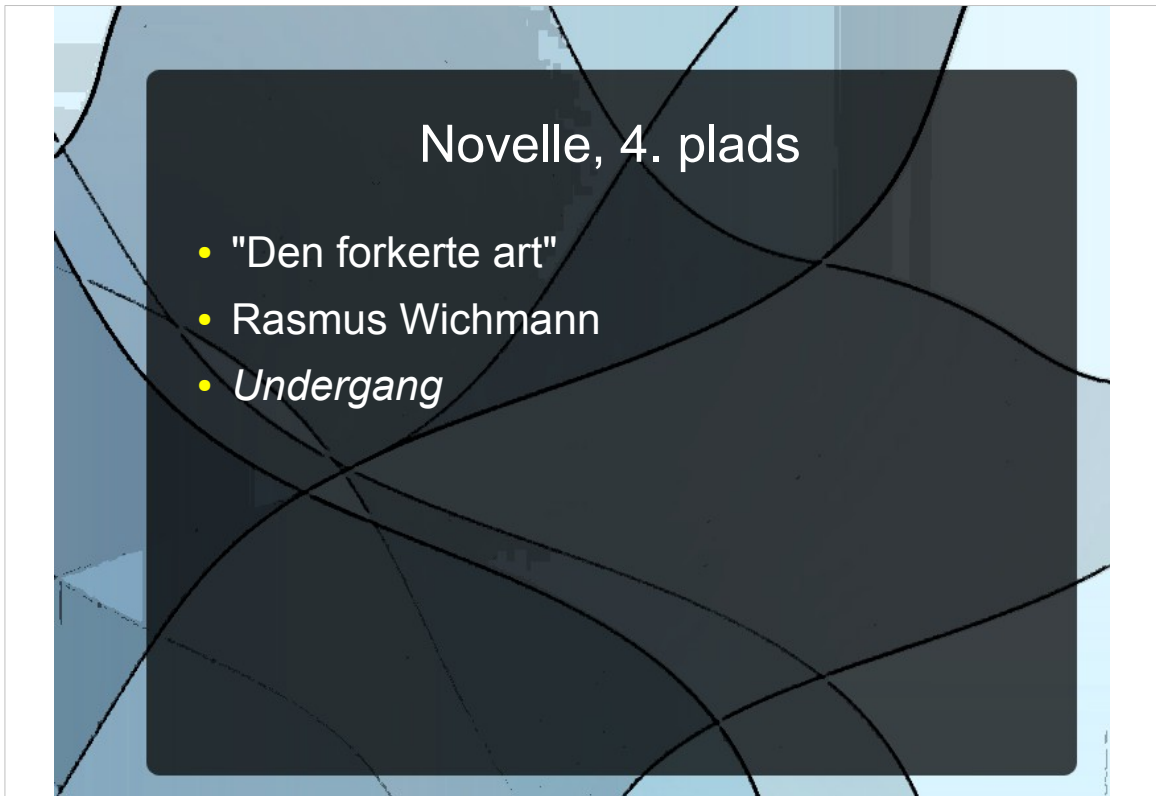 Novelle, 4. plads
• "Den forkerte art"
• Rasmus Wichmann
• Undergang